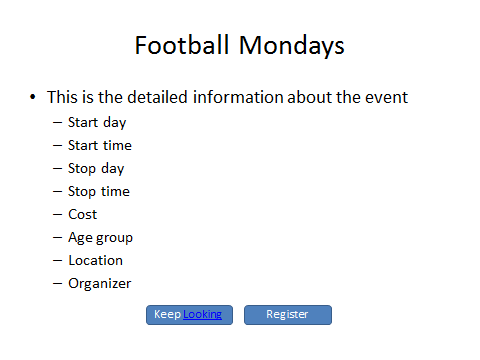 Football Mondays
• This is the detailed information about the event
– Start day
– Start time
– Stop day
– Stop time
– Cost
– Age group
– Location
– Organizer
Keep Looking Register